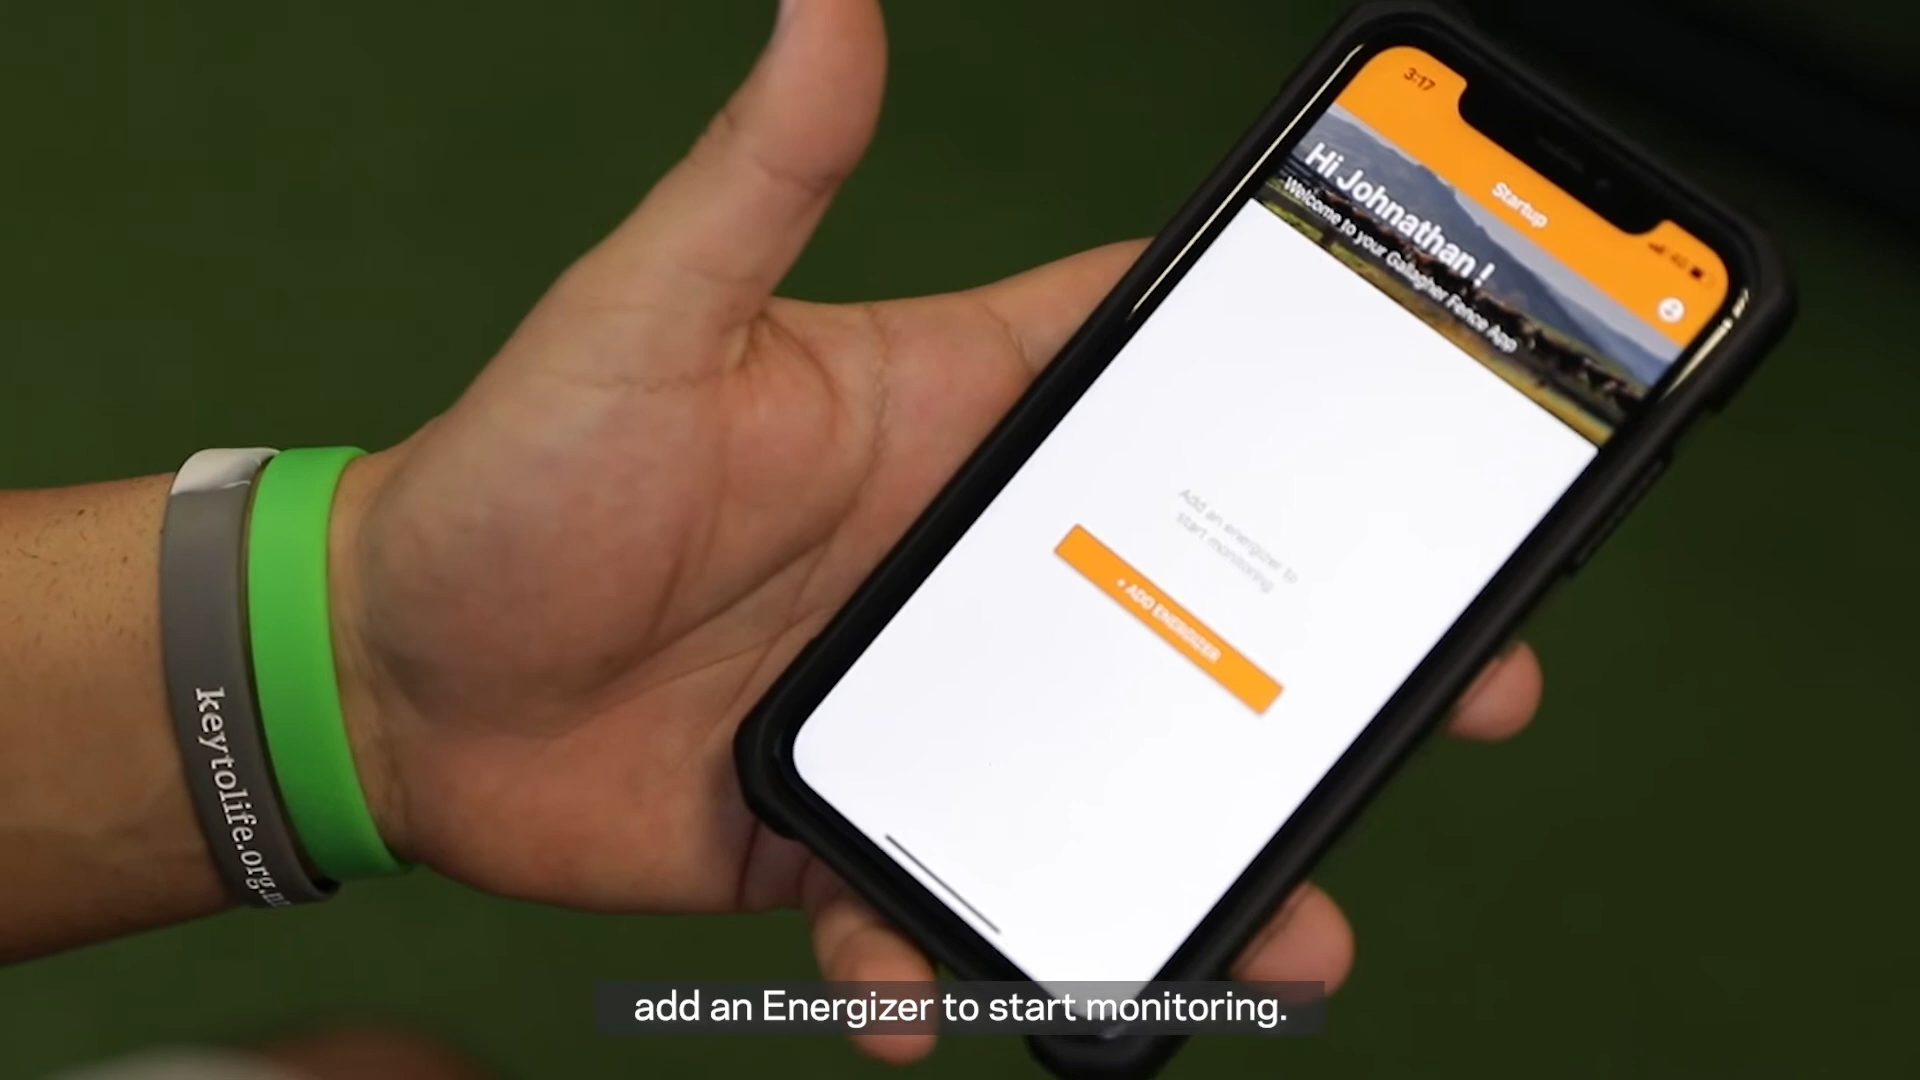 3:17
Startup
4G
Hi Johnathan !
Welcome to your Gallagher Fence App
Add an energizer to
start monitoring
+ ADD ENERGIZER
keytolife.org
add an Energizer to start monitoring.